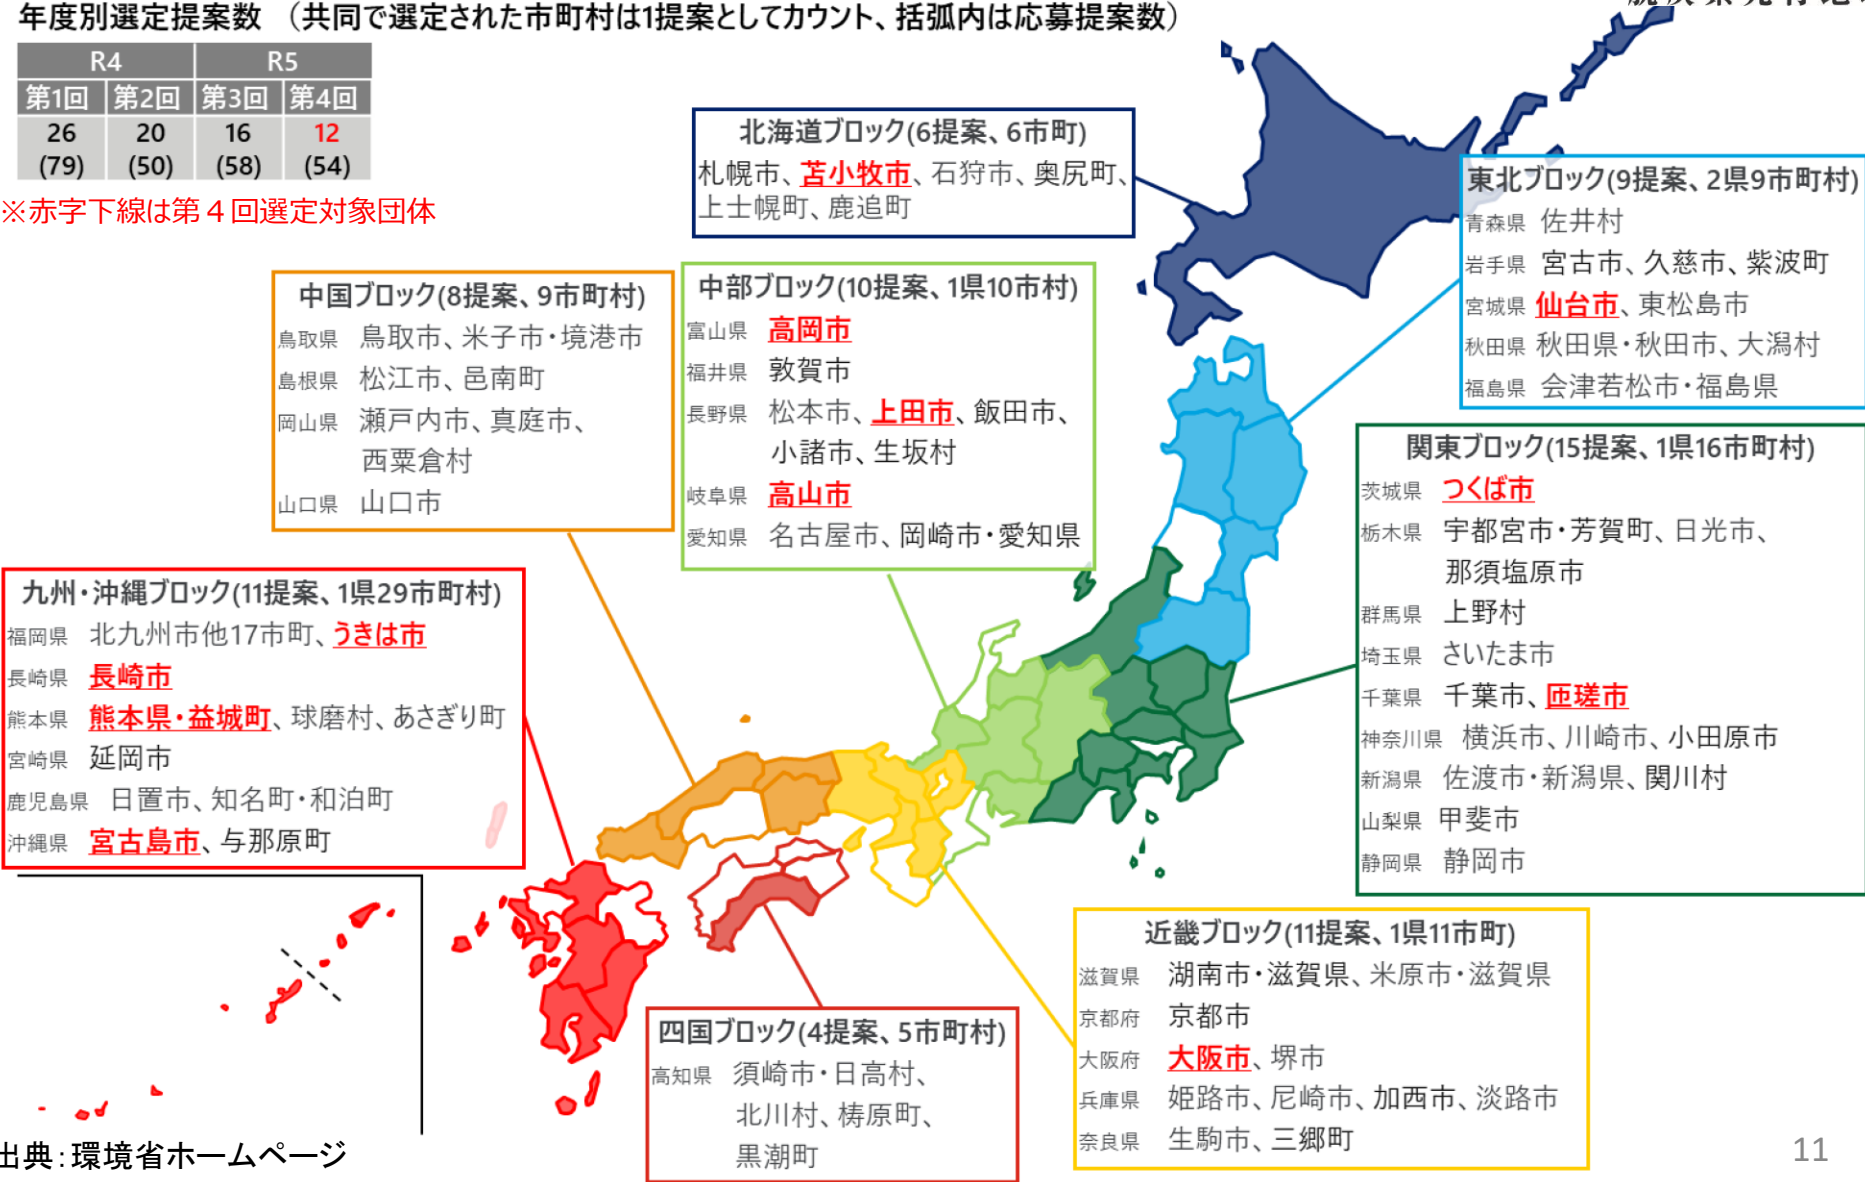 年度別選定提案数 （共同で選定された市町村は1提案としてカウント、括弧内は応募提案数）
R4 R5
第1回 第2回 第3回 第4回
26 20 16 12
(79) (50) (58) (54)
※赤字下線は第４回選定対象団体
北海道ブロック(6提案、6市町)
札幌市、苫小牧市、石狩市、奥尻町、
上士幌町、鹿追町
東北ブロック(9提案、2県9市町村)
青森県 佐井村
岩手県 宮古市、久慈市、紫波町
宮城県 仙台市、東松島市
秋田県 秋田県・秋田市、大潟村
福島県 会津若松市・福島県
中国ブロック(8提案、9市町村)
鳥取県 鳥取市、米子市・境港市
島根県 松江市、邑南町
岡山県 瀬戸内市、真庭市、
西粟倉村
山口県 山口市
中部ブロック(10提案、1県10市村)
富山県 高岡市
福井県 敦賀市
長野県 松本市、上田市、飯田市、
小諸市、生坂村
岐阜県 高山市
愛知県 名古屋市、岡崎市・愛知県
関東ブロック(15提案、1県16市町村)
茨城県 つくば市
栃木県 宇都宮市・芳賀町、日光市、
那須塩原市
群馬県 上野村
埼玉県 さいたま市
千葉県 千葉市、匝瑳市
神奈川県 横浜市、川崎市、小田原市
新潟県 佐渡市・新潟県、関川村
山梨県 甲斐市
静岡県 静岡市
九州・沖縄ブロック(11提案、1県29市町村)
福岡県 北九州市他17市町、うきは市
長崎県 長崎市
熊本県 熊本県・益城町、球磨村、あさぎり町
宮崎県 延岡市
鹿児島県 日置市、知名町・和泊町
沖縄県 宮古島市、与那原町
近畿ブロック(11提案、1県11市町)
滋賀県 湖南市・滋賀県、米原市・滋賀県
京都府 京都市
大阪府 大阪市、堺市
兵庫県 姫路市、尼崎市、加西市、淡路市
奈良県 生駒市、三郷町
四国ブロック(4提案、5市町村)
高知県 須崎市・日高村、
北川村、梼原町、
黒潮町
出典：環境省ホームページ
11